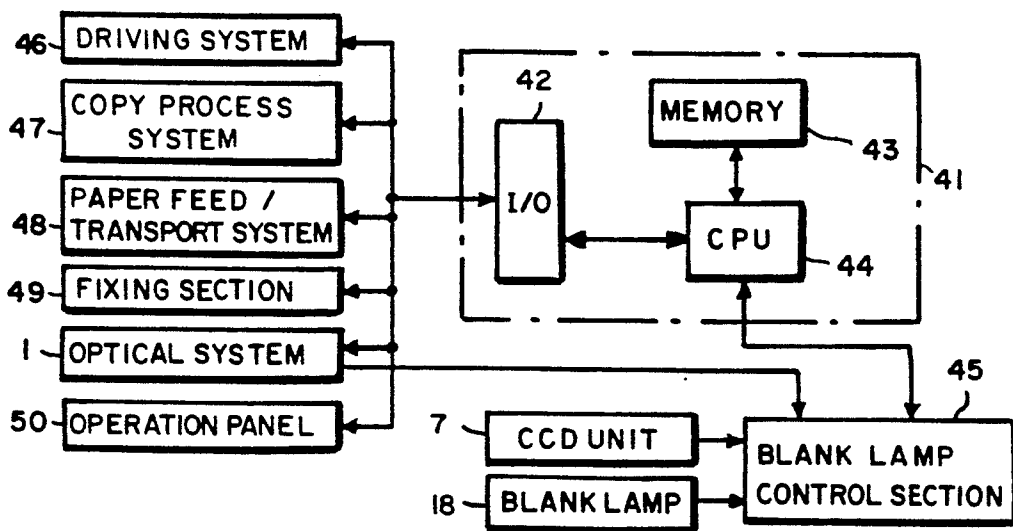 46 DRIVING SYSTEM
47 COPY PROCESS
SYSTEM
48 PAPER FEED /
TRANSPORT SYSTEM
49 FIXING SECTION
1 OPTICAL SYSTEM
50 OPERATION PANEL
42
I/O
MEMORY
43
41
CPU
44
45
7 CCD UNIT
18 BLANK LAMP
BLANK LAMP
CONTROL SECTION